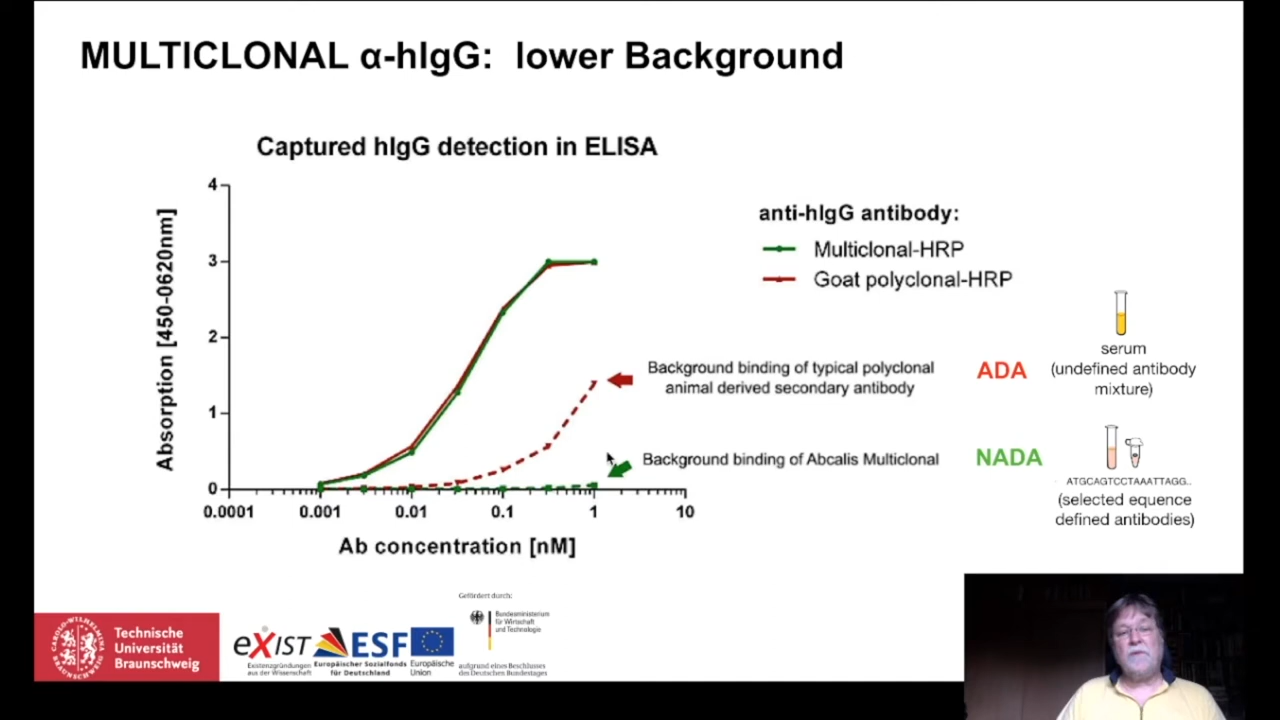 MULTICLONAL α-hIgG: lower Background
Captured hIgG detection in ELISA
Absorption [450-0620nm]
4
3
2
1
0
0.0001
0.001
0.01
0.1
1
10
Ab concentration [nM]
anti-hIgG antibody:
Multiclonal-HRP
Goat polyclonal-HRP
Background binding of typical polyclonal
animal derived secondary antibody
ADA
serum
(undefined antibody
mixture)
Background binding of Abcalis Multiclonal
NADA
ATGCAGTCCTAAATTAGG..
(selected equence
defined antibodies)
Technische
Universität
Braunschweig
eXIST
Existenzgründungen
aus der Wissenschaft
ESF
Europäischer Sozialfonds
für Deutschland
Europäische
Union
Gefördert durch:
Bundesministerium
für Wirtschaft
und Technologie
aufgrund eines Beschlusses
des Deutschen Bundestages